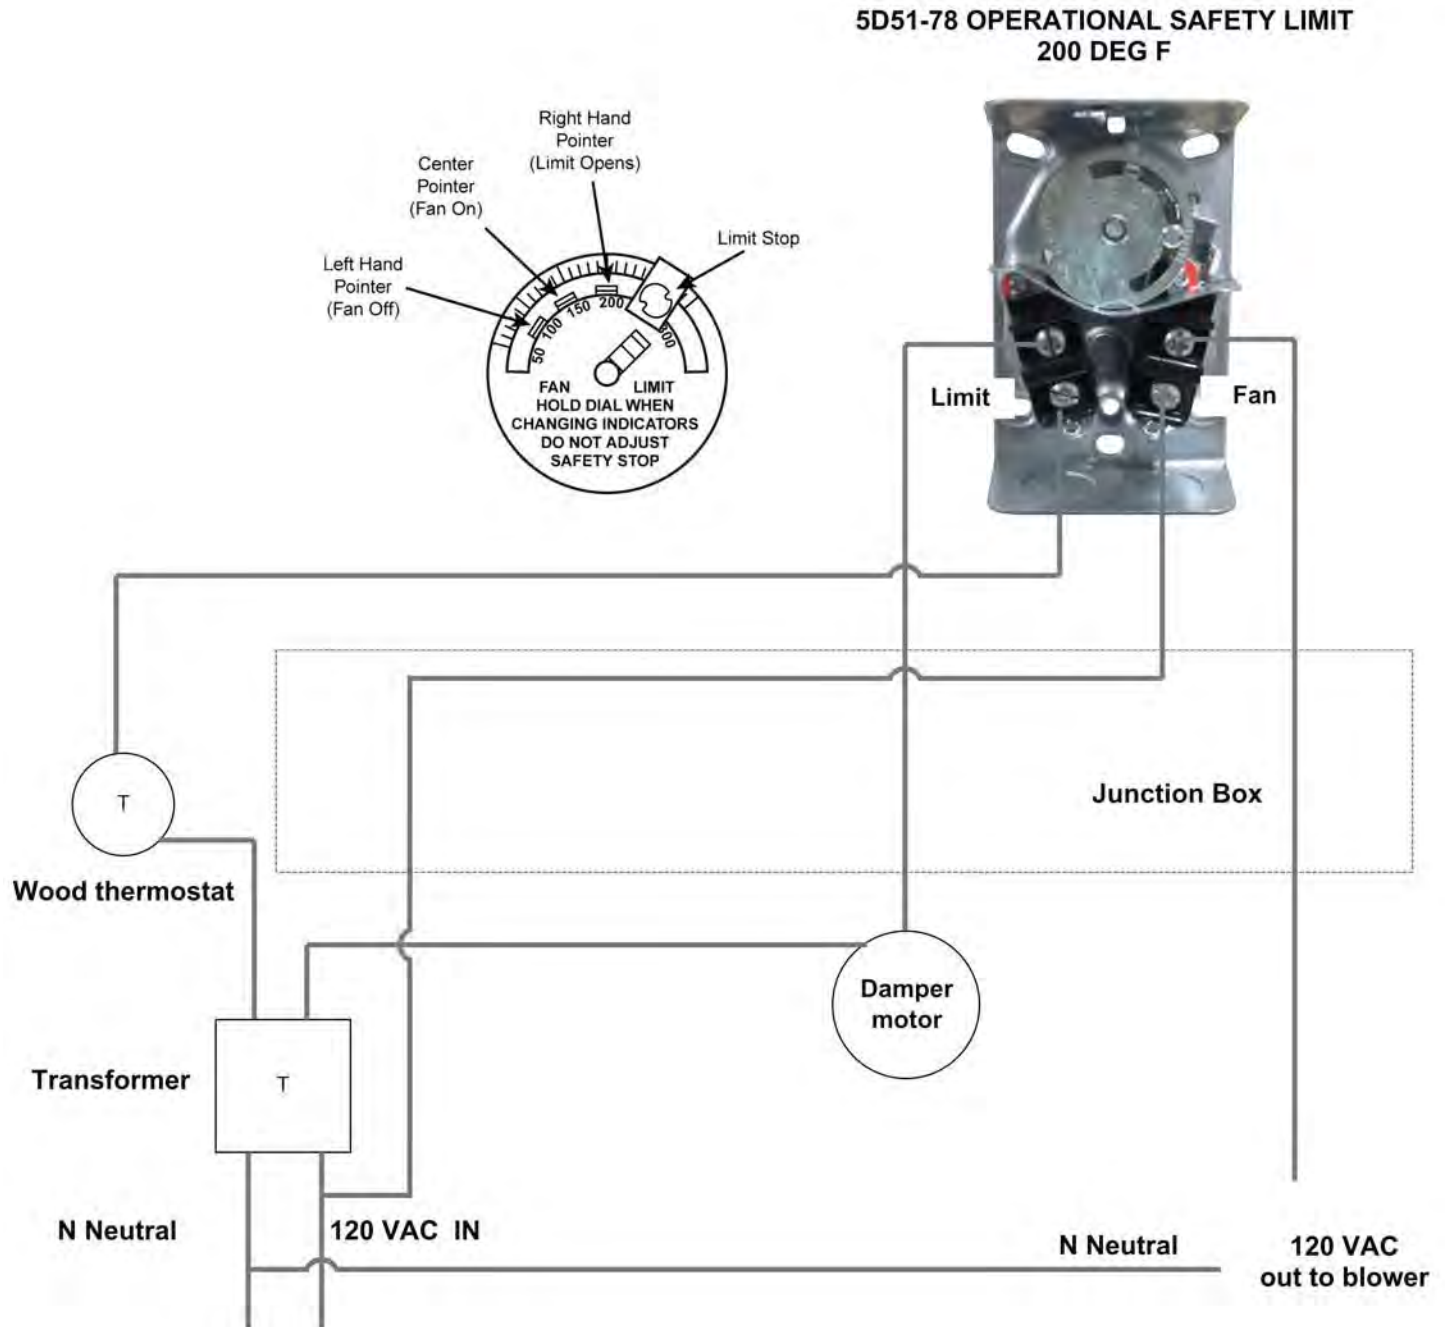 5D51-78 OPERATIONAL SAFETY LIMIT
200 DEG F
Right Hand
Pointer
(Limit Opens)
Center
Pointer
(Fan On)
Limit Stop
Left Hand
Pointer
(Fan Off)
50 100 150 200 300
FAN LIMIT
HOLD DIAL WHEN
CHANGING INDICATORS
DO NOT ADJUST
SAFETY STOP
Limit
Fan
T
Junction Box
Wood thermostat
Damper
motor
Transformer
T
N Neutral
120 VAC IN
N Neutral
120 VAC
out to blower